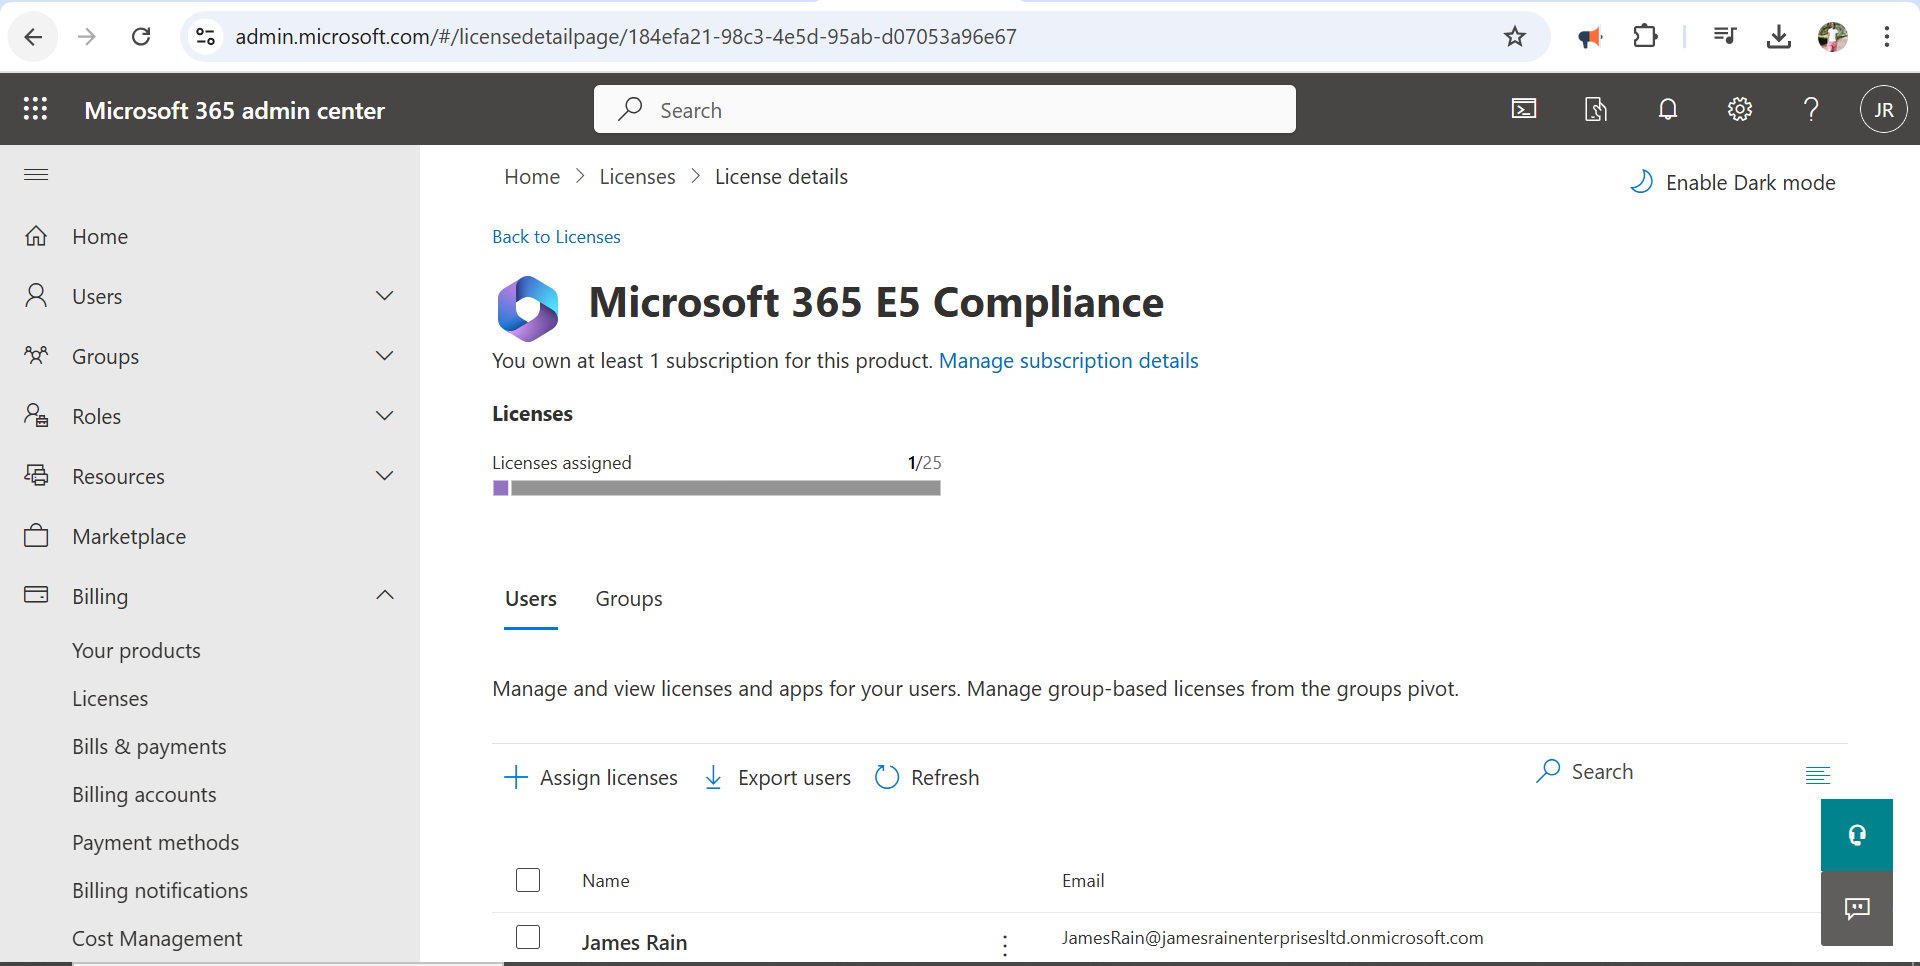 admin.microsoft.com/#/licensedetailpage/184efa21-98c3-4e5d-95ab-d07053a96e67
Microsoft 365 admin center
Search
JR
Home
Users
Groups
Roles
Resources
Marketplace
Billing
Your products
Licenses
Bills & payments
Billing accounts
Payment methods
Billing notifications
Cost Management
Home > Licenses > License details
Enable Dark mode
Back to Licenses
Microsoft 365 E5 Compliance
You own at least 1 subscription for this product. Manage subscription details
Licenses
Licenses assigned 1/25
Users Groups
Manage and view licenses and apps for your users. Manage group-based licenses from the groups pivot.
Assign licenses Export users Refresh Search
Name Email
James Rain JamesRain@jamesrainenterprisesltd.onmicrosoft.com